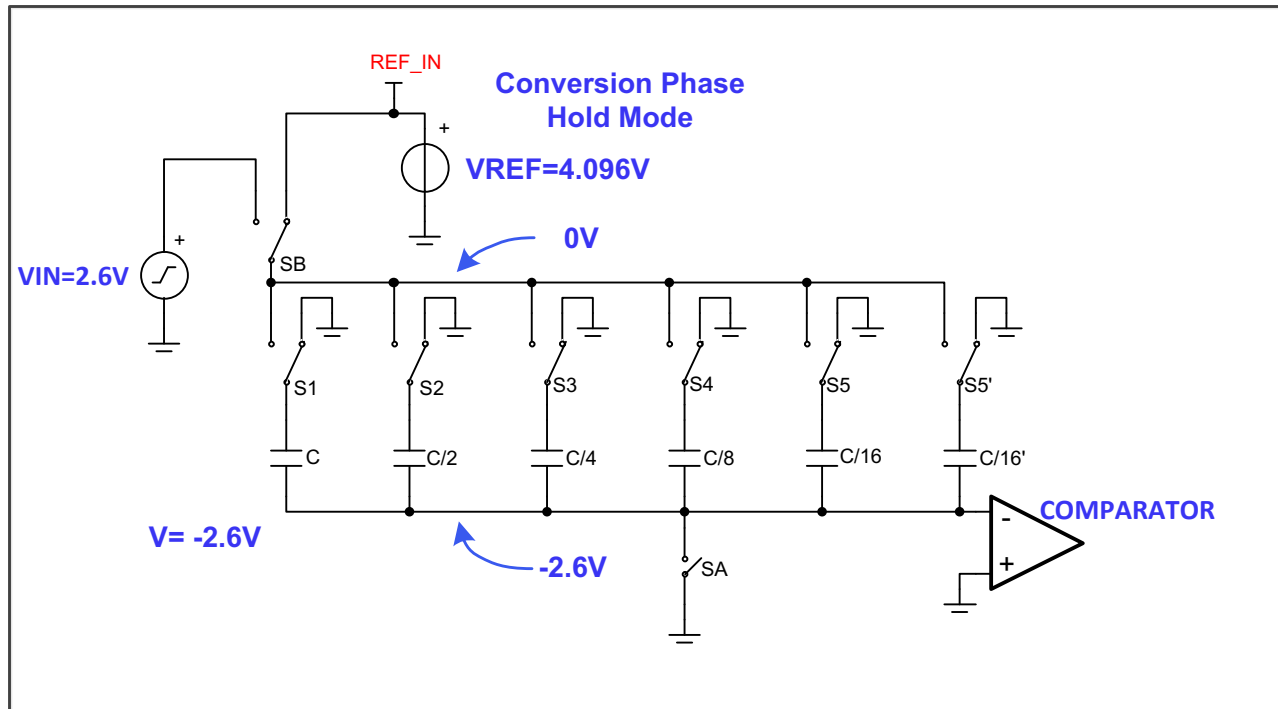 REF_IN
Conversion Phase
Hold Mode
+
VREF=4.096V
+
0V
SB
VIN=2.6V
S1
S2
S3
S4
S5
S5'
C
C/2
C/4
C/8
C/16
C/16'
COMPARATOR
-
V= -2.6V
-2.6V
SA
+